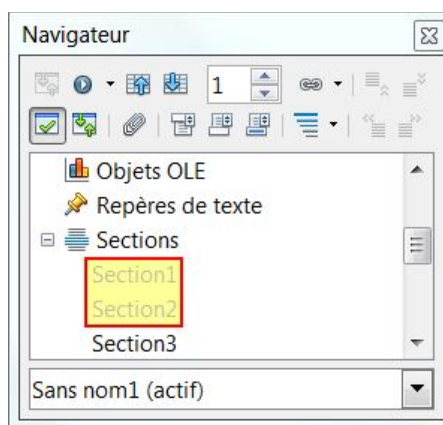 Navigateur
1
Objets OLE
Repères de texte
Sections
Section1
Section2
Section3
Sans nom1 (actif)